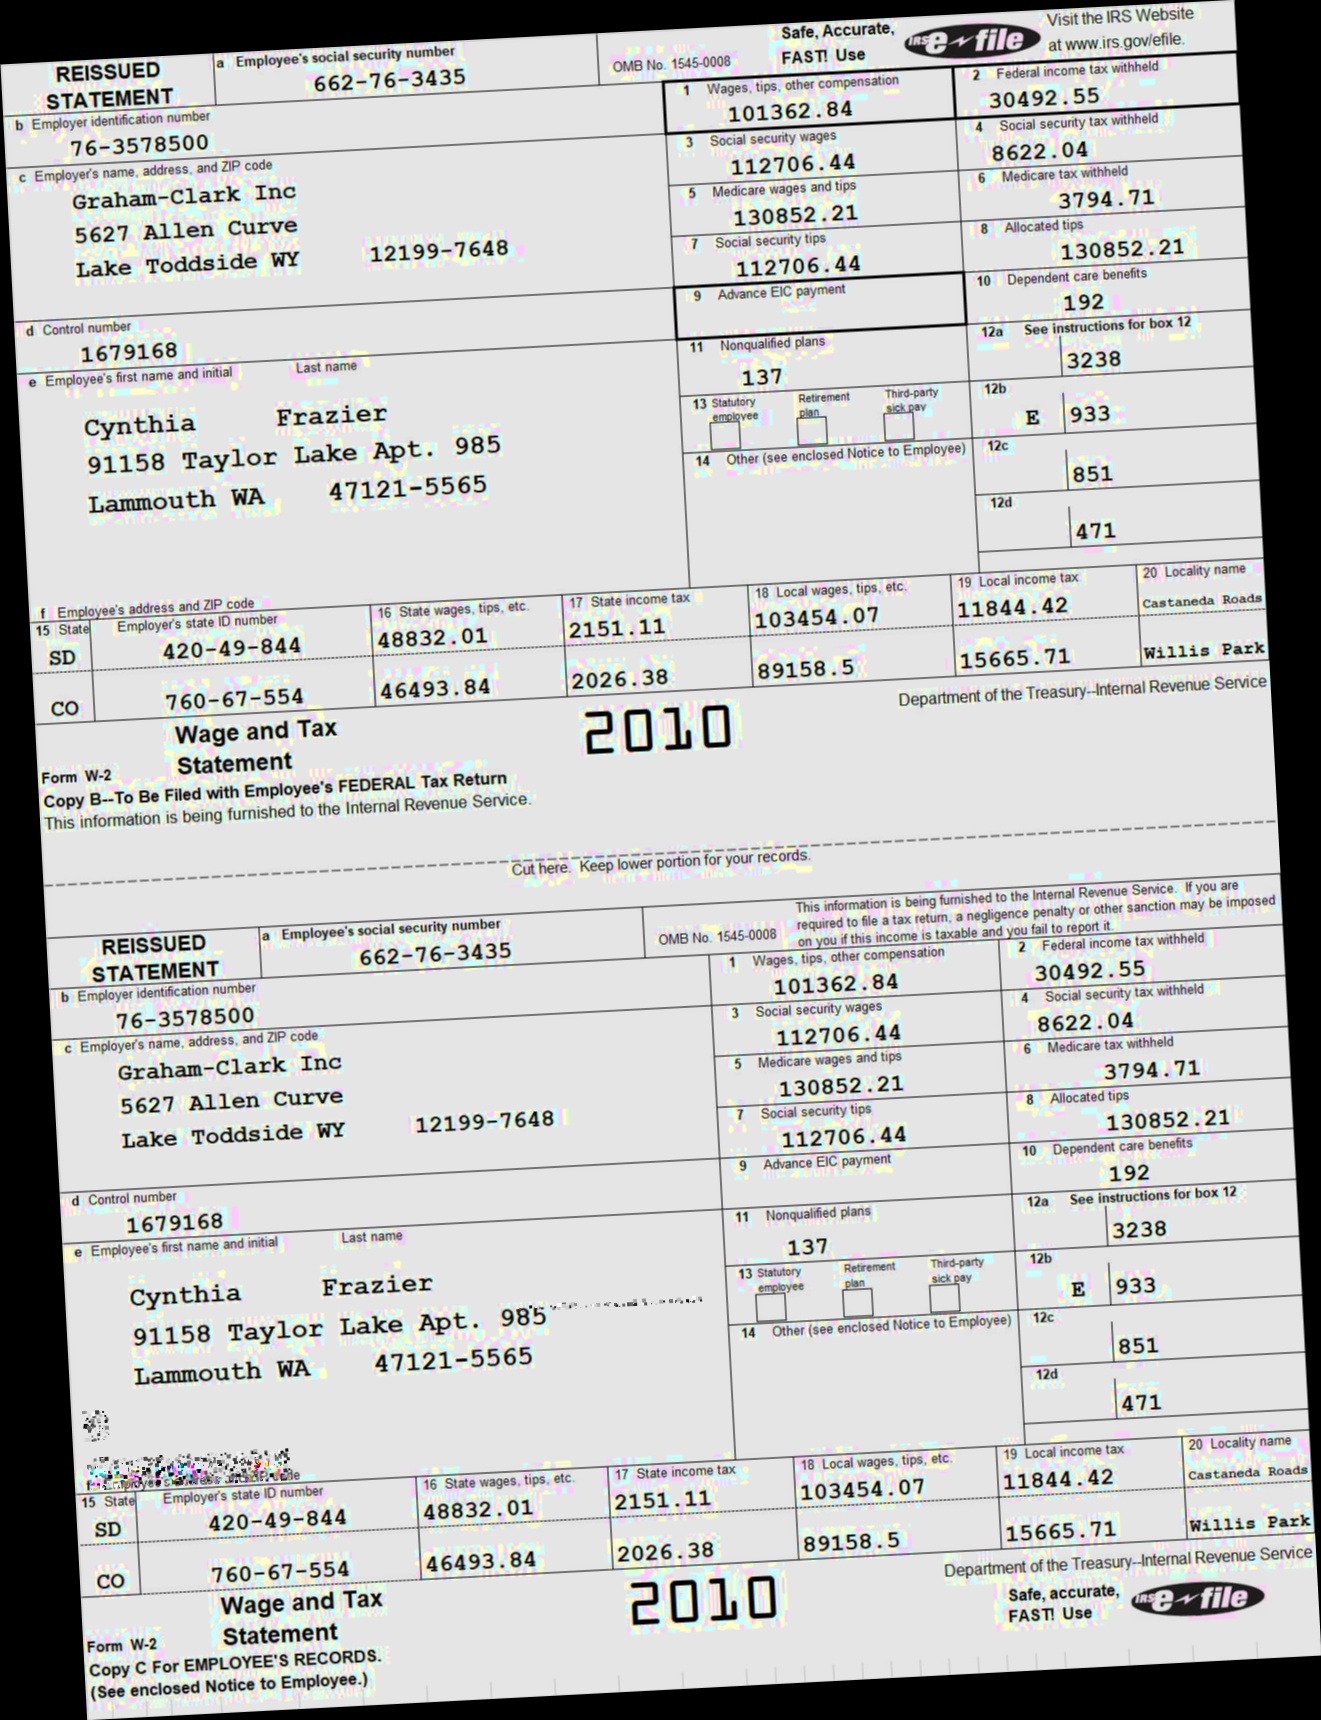 REISSUED STATEMENT
a Employee's social security number
662-76-3435
OMB No. 1545-0008
Safe, Accurate, FAST! Use
IRS e-file
Visit the IRS Website at www.irs.gov/efile.
b Employer identification number
76-3578500
1 Wages, tips, other compensation
101362.84
2 Federal income tax withheld
30492.55
3 Social security wages
112706.44
4 Social security tax withheld
8622.04
c Employer's name, address, and ZIP code
Graham-Clark Inc
5627 Allen Curve
Lake Toddside WY 12199-7648
5 Medicare wages and tips
130852.21
6 Medicare tax withheld
3794.71
7 Social security tips
112706.44
8 Allocated tips
130852.21
9 Advance EIC payment
10 Dependent care benefits
192
d Control number
1679168
11 Nonqualified plans
137
12a See instructions for box 12
3238
e Employee's first name and initial Last name
Cynthia Frazier
91158 Taylor Lake Apt. 985
Lammouth WA 47121-5565
13 Statutory employee Retirement plan Third-party sick pay
12b
E 933
14 Other (see enclosed Notice to Employee)
12c
851
12d
471
f Employee's address and ZIP code
15 State Employer's state ID number 16 State wages, tips, etc. 17 State income tax 18 Local wages, tips, etc. 19 Local income tax 20 Locality name
SD 420-49-844 48832.01 2151.11 103454.07 11844.42 Castaneda Roads
CO 760-67-554 46493.84 2026.38 89158.5 15665.71 Willis Park
Form W-2 Wage and Tax Statement
2010
Department of the Treasury--Internal Revenue Service
Copy B--To Be Filed with Employee's FEDERAL Tax Return
This information is being furnished to the Internal Revenue Service.
Cut here. Keep lower portion for your records.
REISSUED STATEMENT
a Employee's social security number
662-76-3435
OMB No. 1545-0008
This information is being furnished to the Internal Revenue Service. If you are
required to file a tax return, a negligence penalty or other sanction may be imposed
on you if this income is taxable and you fail to report it.
b Employer identification number
76-3578500
1 Wages, tips, other compensation
101362.84
2 Federal income tax withheld
30492.55
3 Social security wages
112706.44
4 Social security tax withheld
8622.04
c Employer's name, address, and ZIP code
Graham-Clark Inc
5627 Allen Curve
Lake Toddside WY 12199-7648
5 Medicare wages and tips
130852.21
6 Medicare tax withheld
3794.71
7 Social security tips
112706.44
8 Allocated tips
130852.21
9 Advance EIC payment
10 Dependent care benefits
192
d Control number
1679168
11 Nonqualified plans
137
12a See instructions for box 12
3238
e Employee's first name and initial Last name
Cynthia Frazier
91158 Taylor Lake Apt. 985
Lammouth WA 47121-5565
13 Statutory employee Retirement plan Third-party sick pay
12b
E 933
14 Other (see enclosed Notice to Employee)
12c
851
12d
471
15 State Employer's state ID number 16 State wages, tips, etc. 17 State income tax 18 Local wages, tips, etc. 19 Local income tax 20 Locality name
SD 420-49-844 48832.01 2151.11 103454.07 11844.42 Castaneda Roads
CO 760-67-554 46493.84 2026.38 89158.5 15665.71 Willis Park
Form W-2 Wage and Tax Statement
2010
Department of the Treasury--Internal Revenue Service
Safe, accurate, FAST! Use
IRS e-file
Copy C For EMPLOYEE'S RECORDS.
(See enclosed Notice to Employee.)